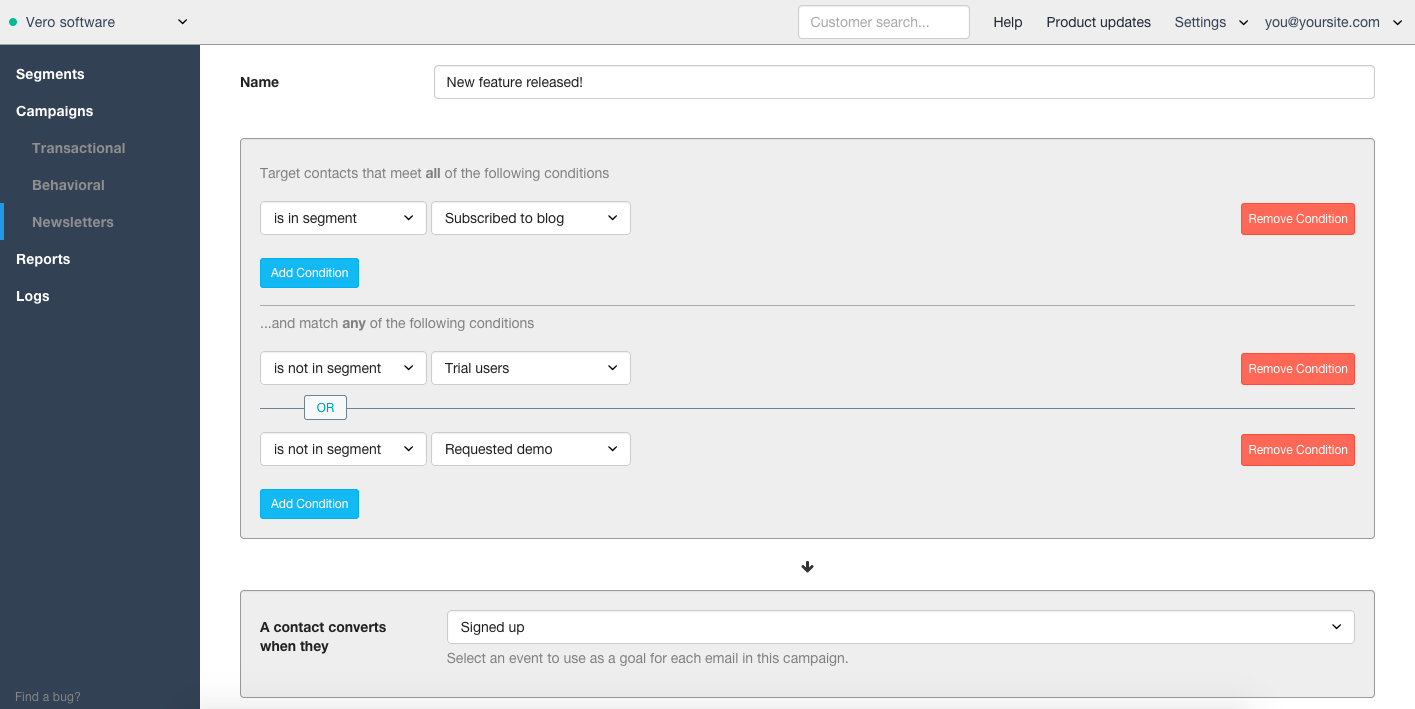 Vero software
Customer search...
Help
Product updates
Settings
you@yoursite.com
Segments
Campaigns
Transactional
Behavioral
Newsletters
Reports
Logs
Find a bug?
Name
New feature released!
Target contacts that meet all of the following conditions
is in segment
Subscribed to blog
Remove Condition
Add Condition
...and match any of the following conditions
is not in segment
Trial users
Remove Condition
OR
is not in segment
Requested demo
Remove Condition
Add Condition
A contact converts
when they
Signed up
Select an event to use as a goal for each email in this campaign.